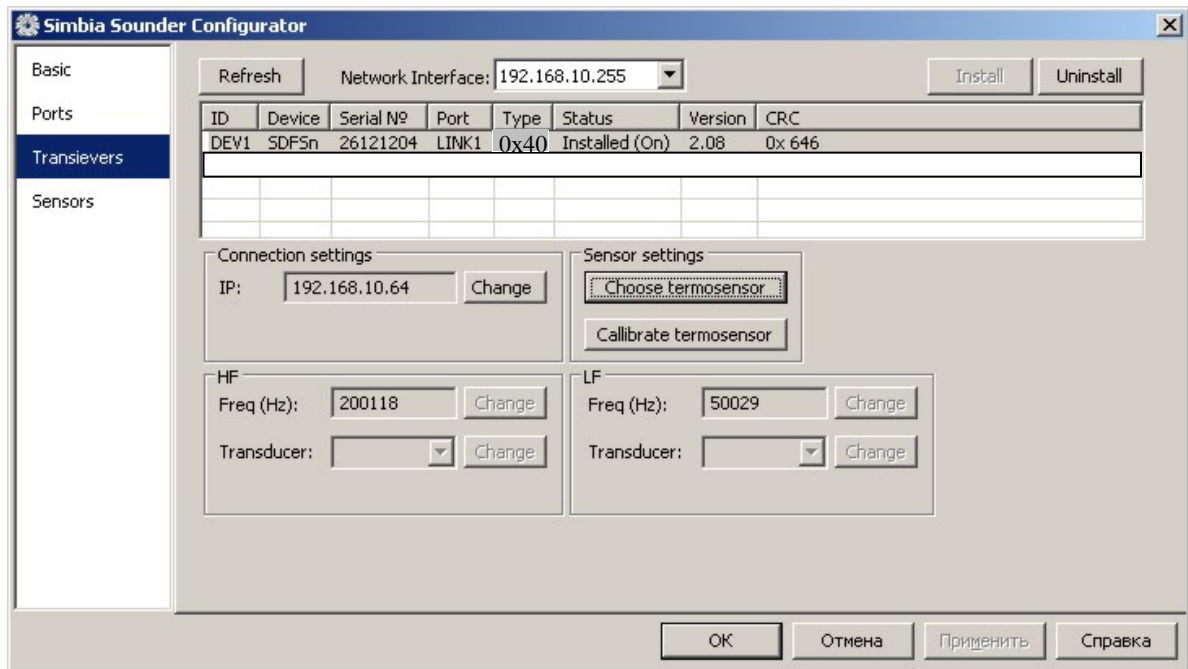 Simbia Sounder Configurator
Basic
Ports
Transievers
Sensors
Refresh Network Interface: 192.168.10.255 Install Uninstall
ID Device Serial Nº Port Type Status Version CRC
DEV1 SDFSn 26121204 LINK1 0x40 Installed (On) 2.08 0x 646
Connection settings
IP: 192.168.10.64 Change
Sensor settings
Choose termosensor
Callibrate termosensor
HF
Freq (Hz): 200118 Change
Transducer: Change
LF
Freq (Hz): 50029 Change
Transducer: Change
OK Отмена Применить Справка